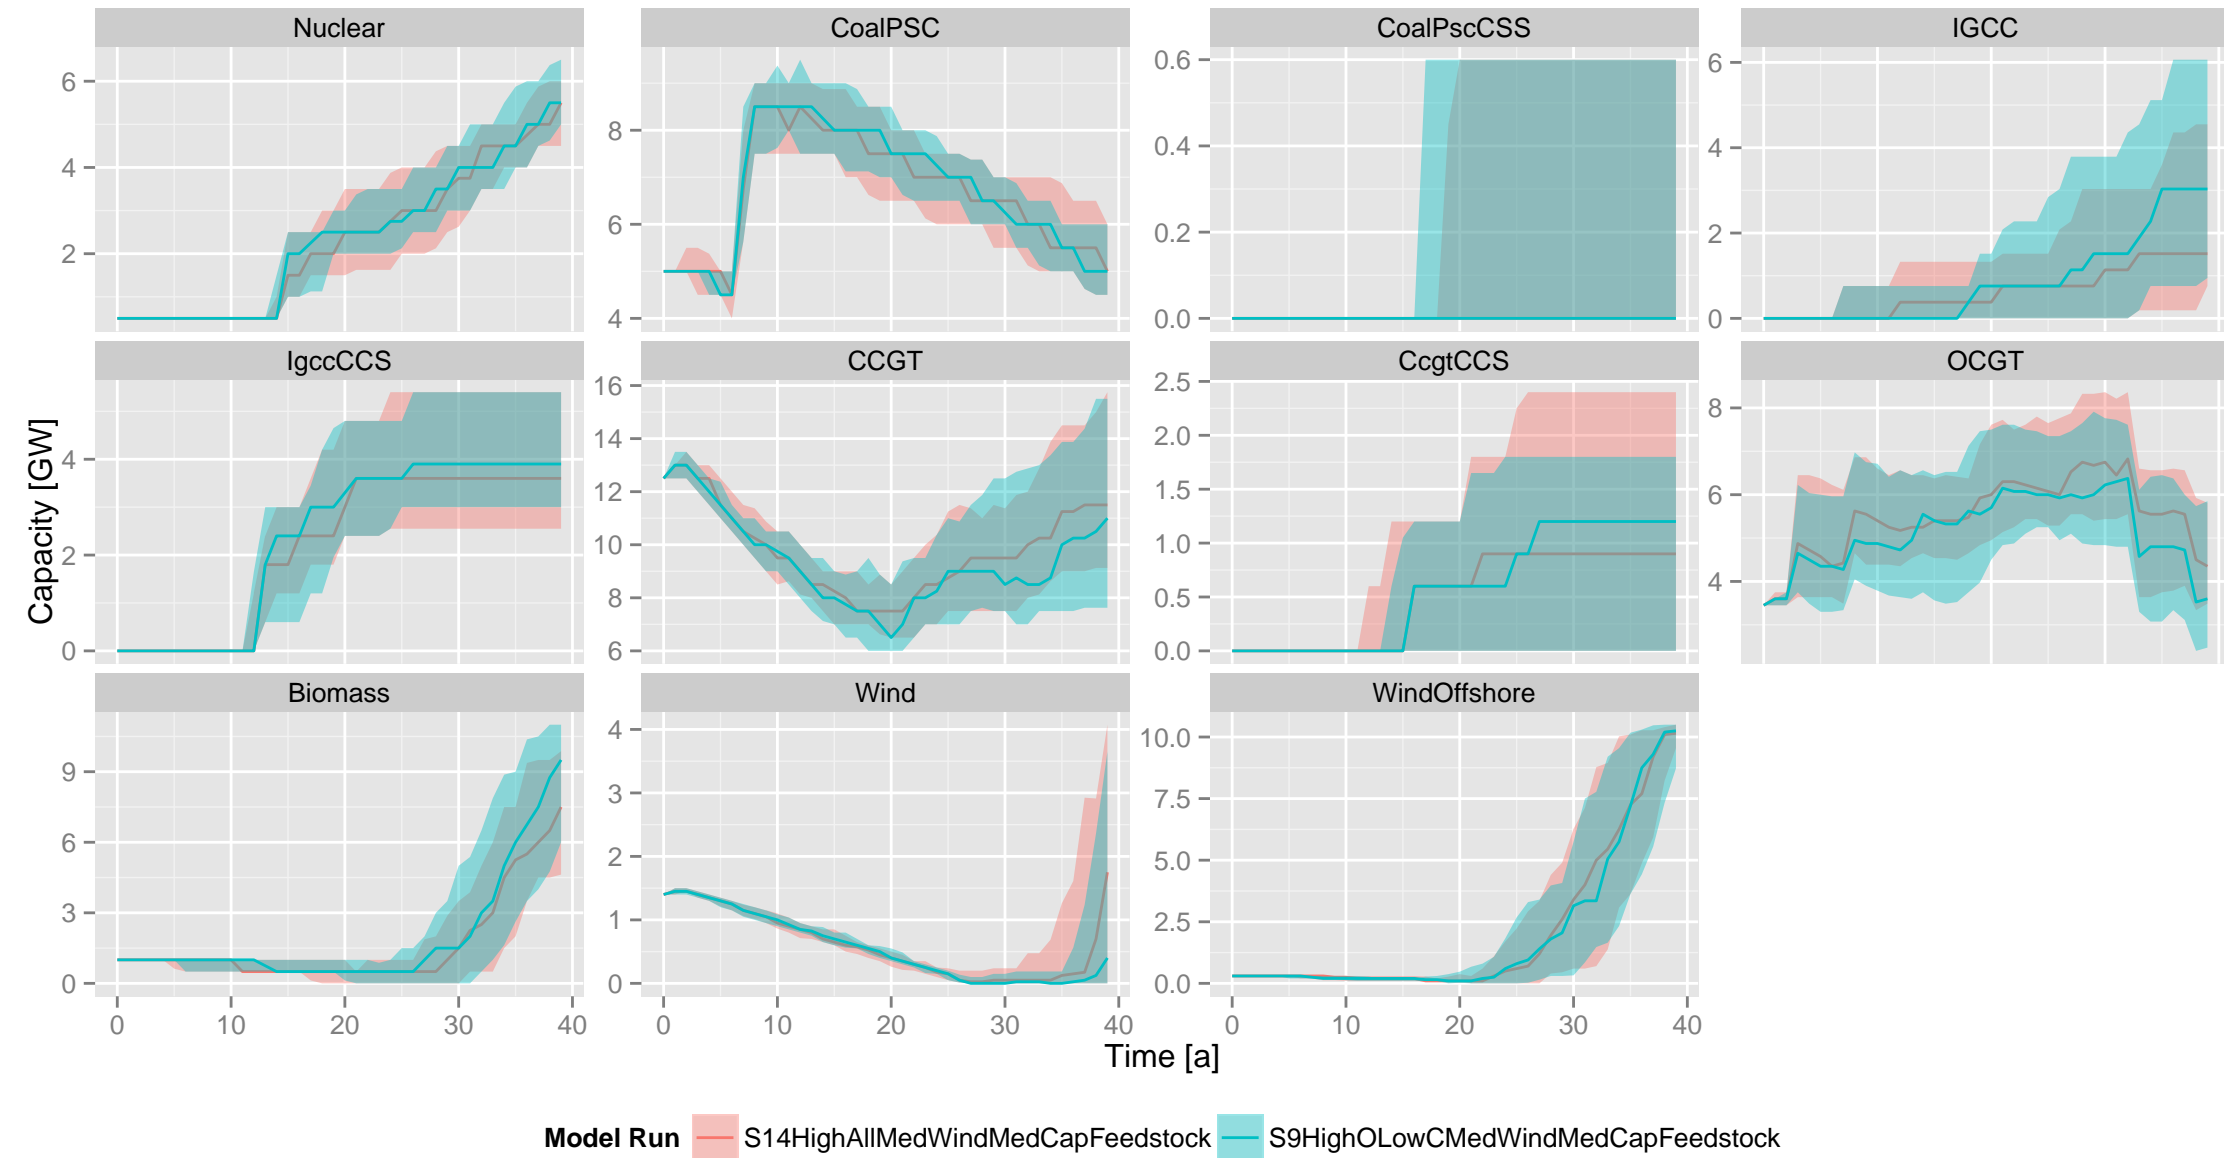 Nuclear CoalPSC CoalPscCSS IGCC
6 4 2
8 6 4
0.6 0.4 0.2 0.0
6 4 2 0
IgccCCS CCGT CcgtCCS OCGT
4 2 0
16 14 12 10 8 6
2.5 2.0 1.5 1.0 0.5 0.0
8 6 4
Capacity [GW]
Biomass Wind WindOffshore
9 6 3 0
4 3 2 1 0
10.0 7.5 5.0 2.5 0.0
0 10 20 30 40 0 10 20 30 40 0 10 20 30 40
Time [a]
Model Run S14HighAllMedWindMedCapFeedstock S9HighOLowCMedWindMedCapFeedstock